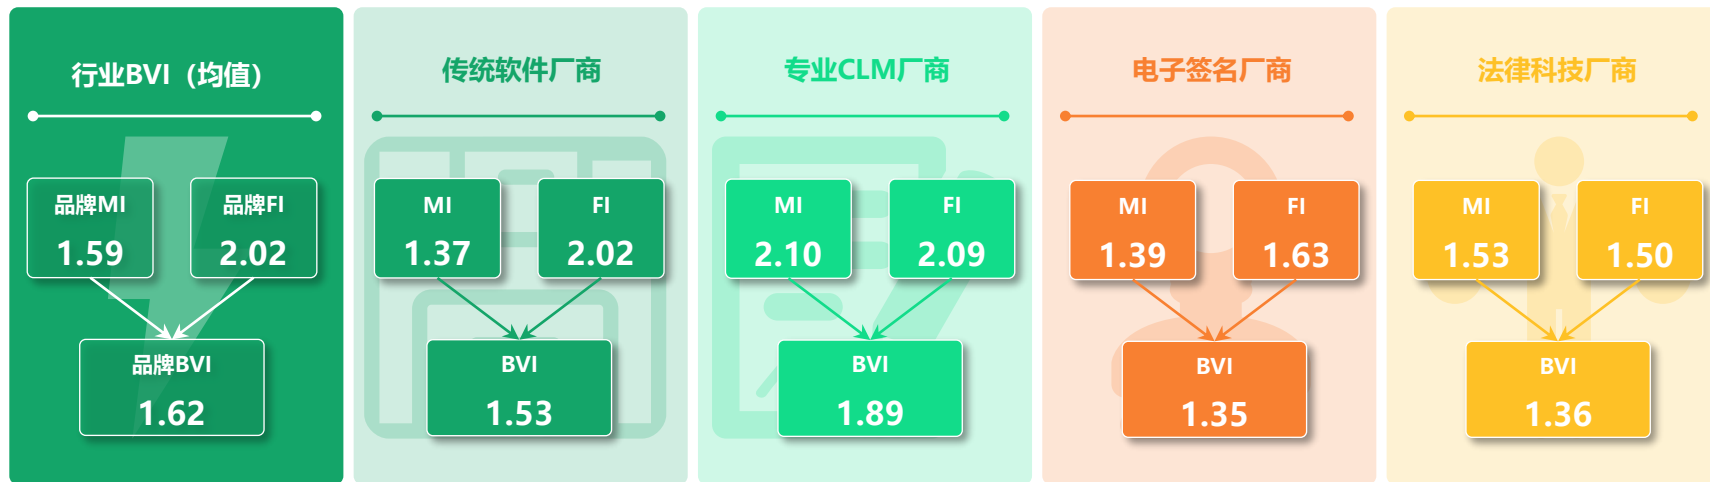 行业BVI（均值）
品牌MI
1.59
品牌FI
2.02
品牌BVI
1.62
传统软件厂商
MI
1.37
FI
2.02
BVI
1.53
专业CLM厂商
MI
2.10
FI
2.09
BVI
1.89
电子签名厂商
MI
1.39
FI
1.63
BVI
1.35
法律科技厂商
MI
1.53
FI
1.50
BVI
1.36